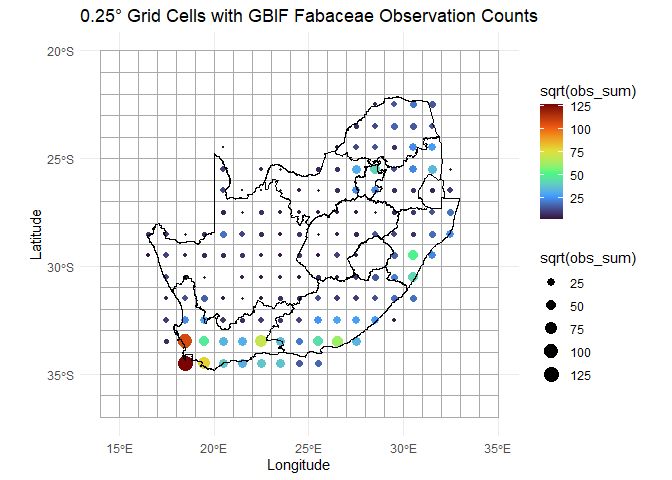 0.25° Grid Cells with GBIF Fabaceae Observation Counts
20°S
25°S
30°S
35°S
Latitude
15°E
20°E
25°E
30°E
35°E
Longitude
sqrt(obs_sum)
125
100
75
50
25
sqrt(obs_sum)
25
50
75
100
125